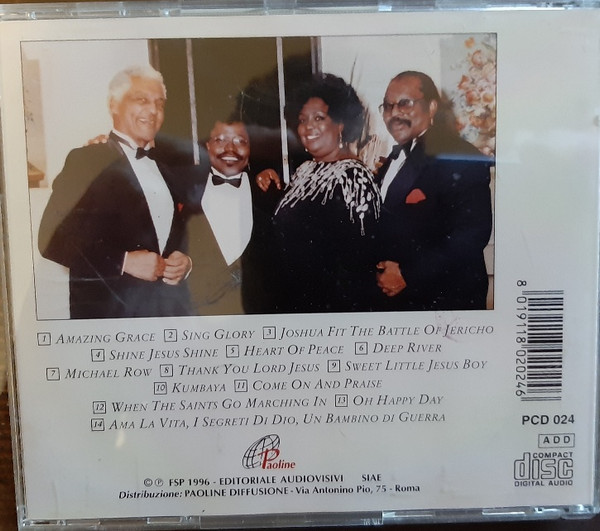 1 AMAZING GRACE 2 SING GLORY 3 JOSHUA FIT THE BATTLE OF JERICHO
4 SHINE JESUS SHINE 5 HEART OF PEACE 6 DEEP RIVER
7 MICHAEL ROW 8 THANK YOU LORD JESUS 9 SWEET LITTLE JESUS BOY
10 KUMBAYA 11 COME ON AND PRAISE
12 WHEN THE SAINTS GO MARCHING IN 13 OH HAPPY DAY
14 AMA LA VITA, I SEGRETI DI DIO, UN BAMBINO DI GUERRA
Paoline
© ℗ FSP 1996 - EDITORIALE AUDIOVISIVI SIAE
Distribuzione: PAOLINE DIFFUSIONE - Via Antonino Pio, 75 - Roma
8 019118 020246
PCD 024
ADD
COMPACT
disc
DIGITAL AUDIO